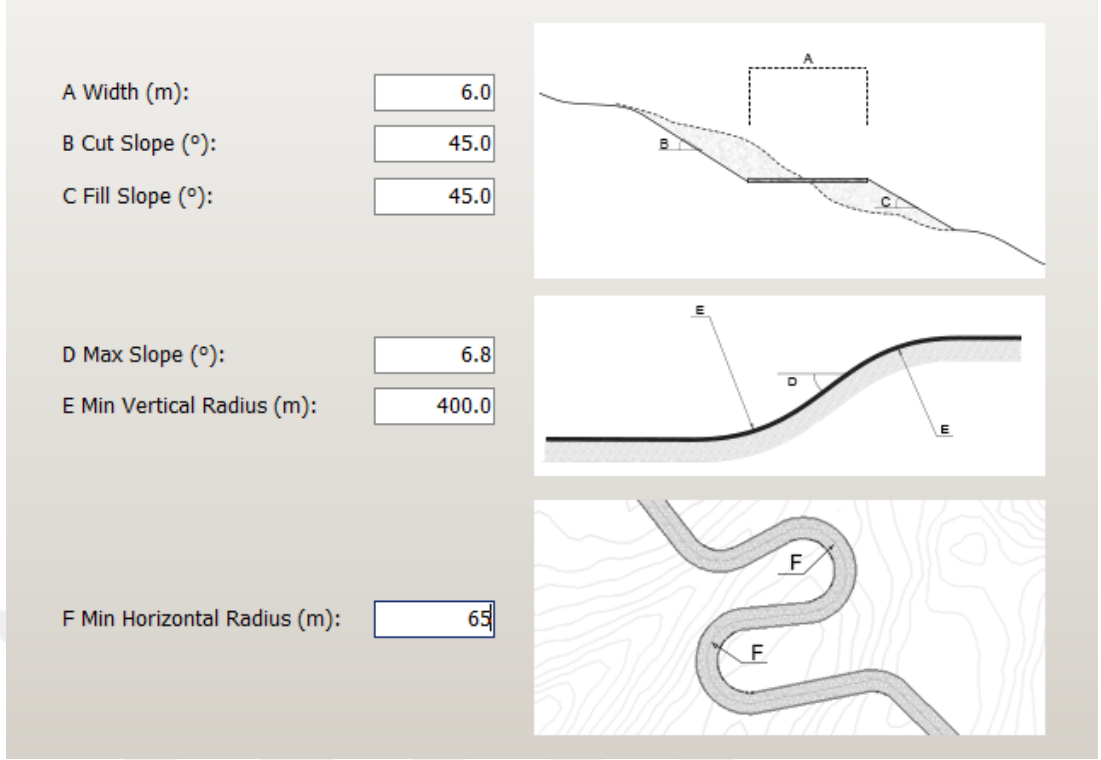 A
A Width (m): 6.0
B Cut Slope (º): 45.0
B
C Fill Slope (º): 45.0
C
E
D Max Slope (º): 6.8
D
E Min Vertical Radius (m): 400.0
E
F
F Min Horizontal Radius (m): 65
F